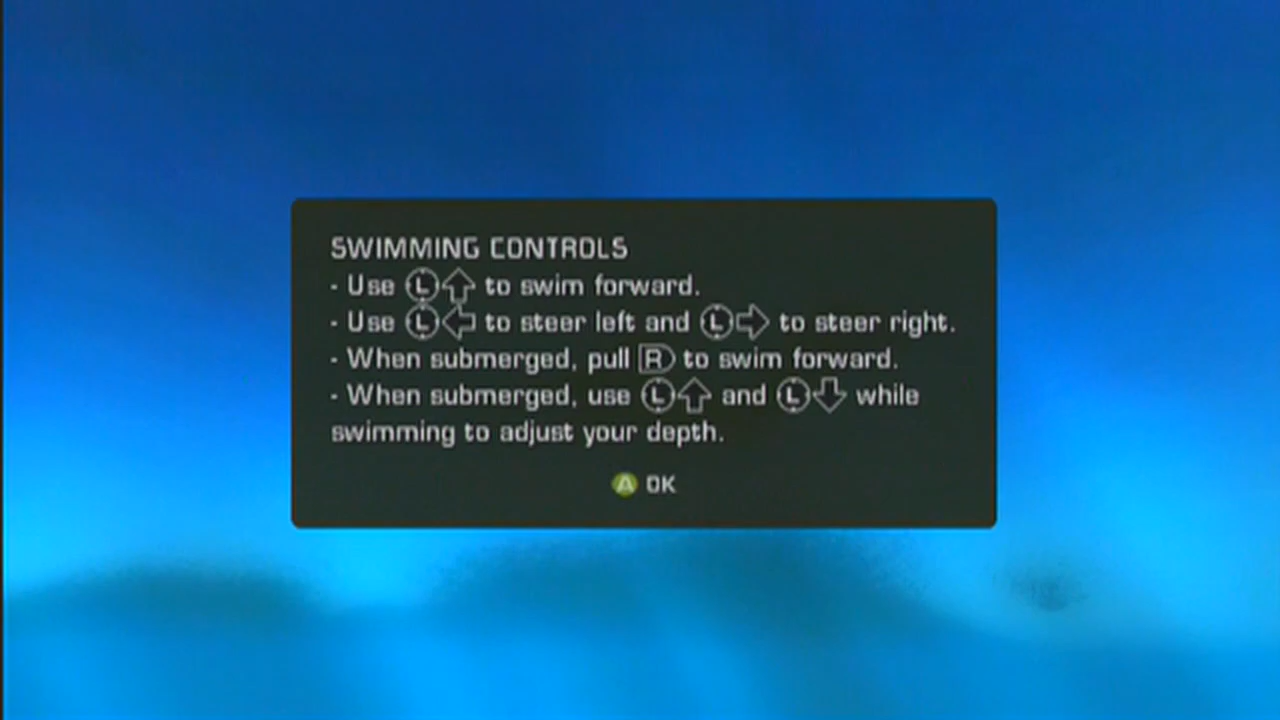 SWIMMING CONTROLS
- Use L⇧ to swim forward.
- Use L⇦ to steer left and L⇨ to steer right.
- When submerged, pull R to swim forward.
- When submerged, use L⇧ and L⇩ while
swimming to adjust your depth.
A OK